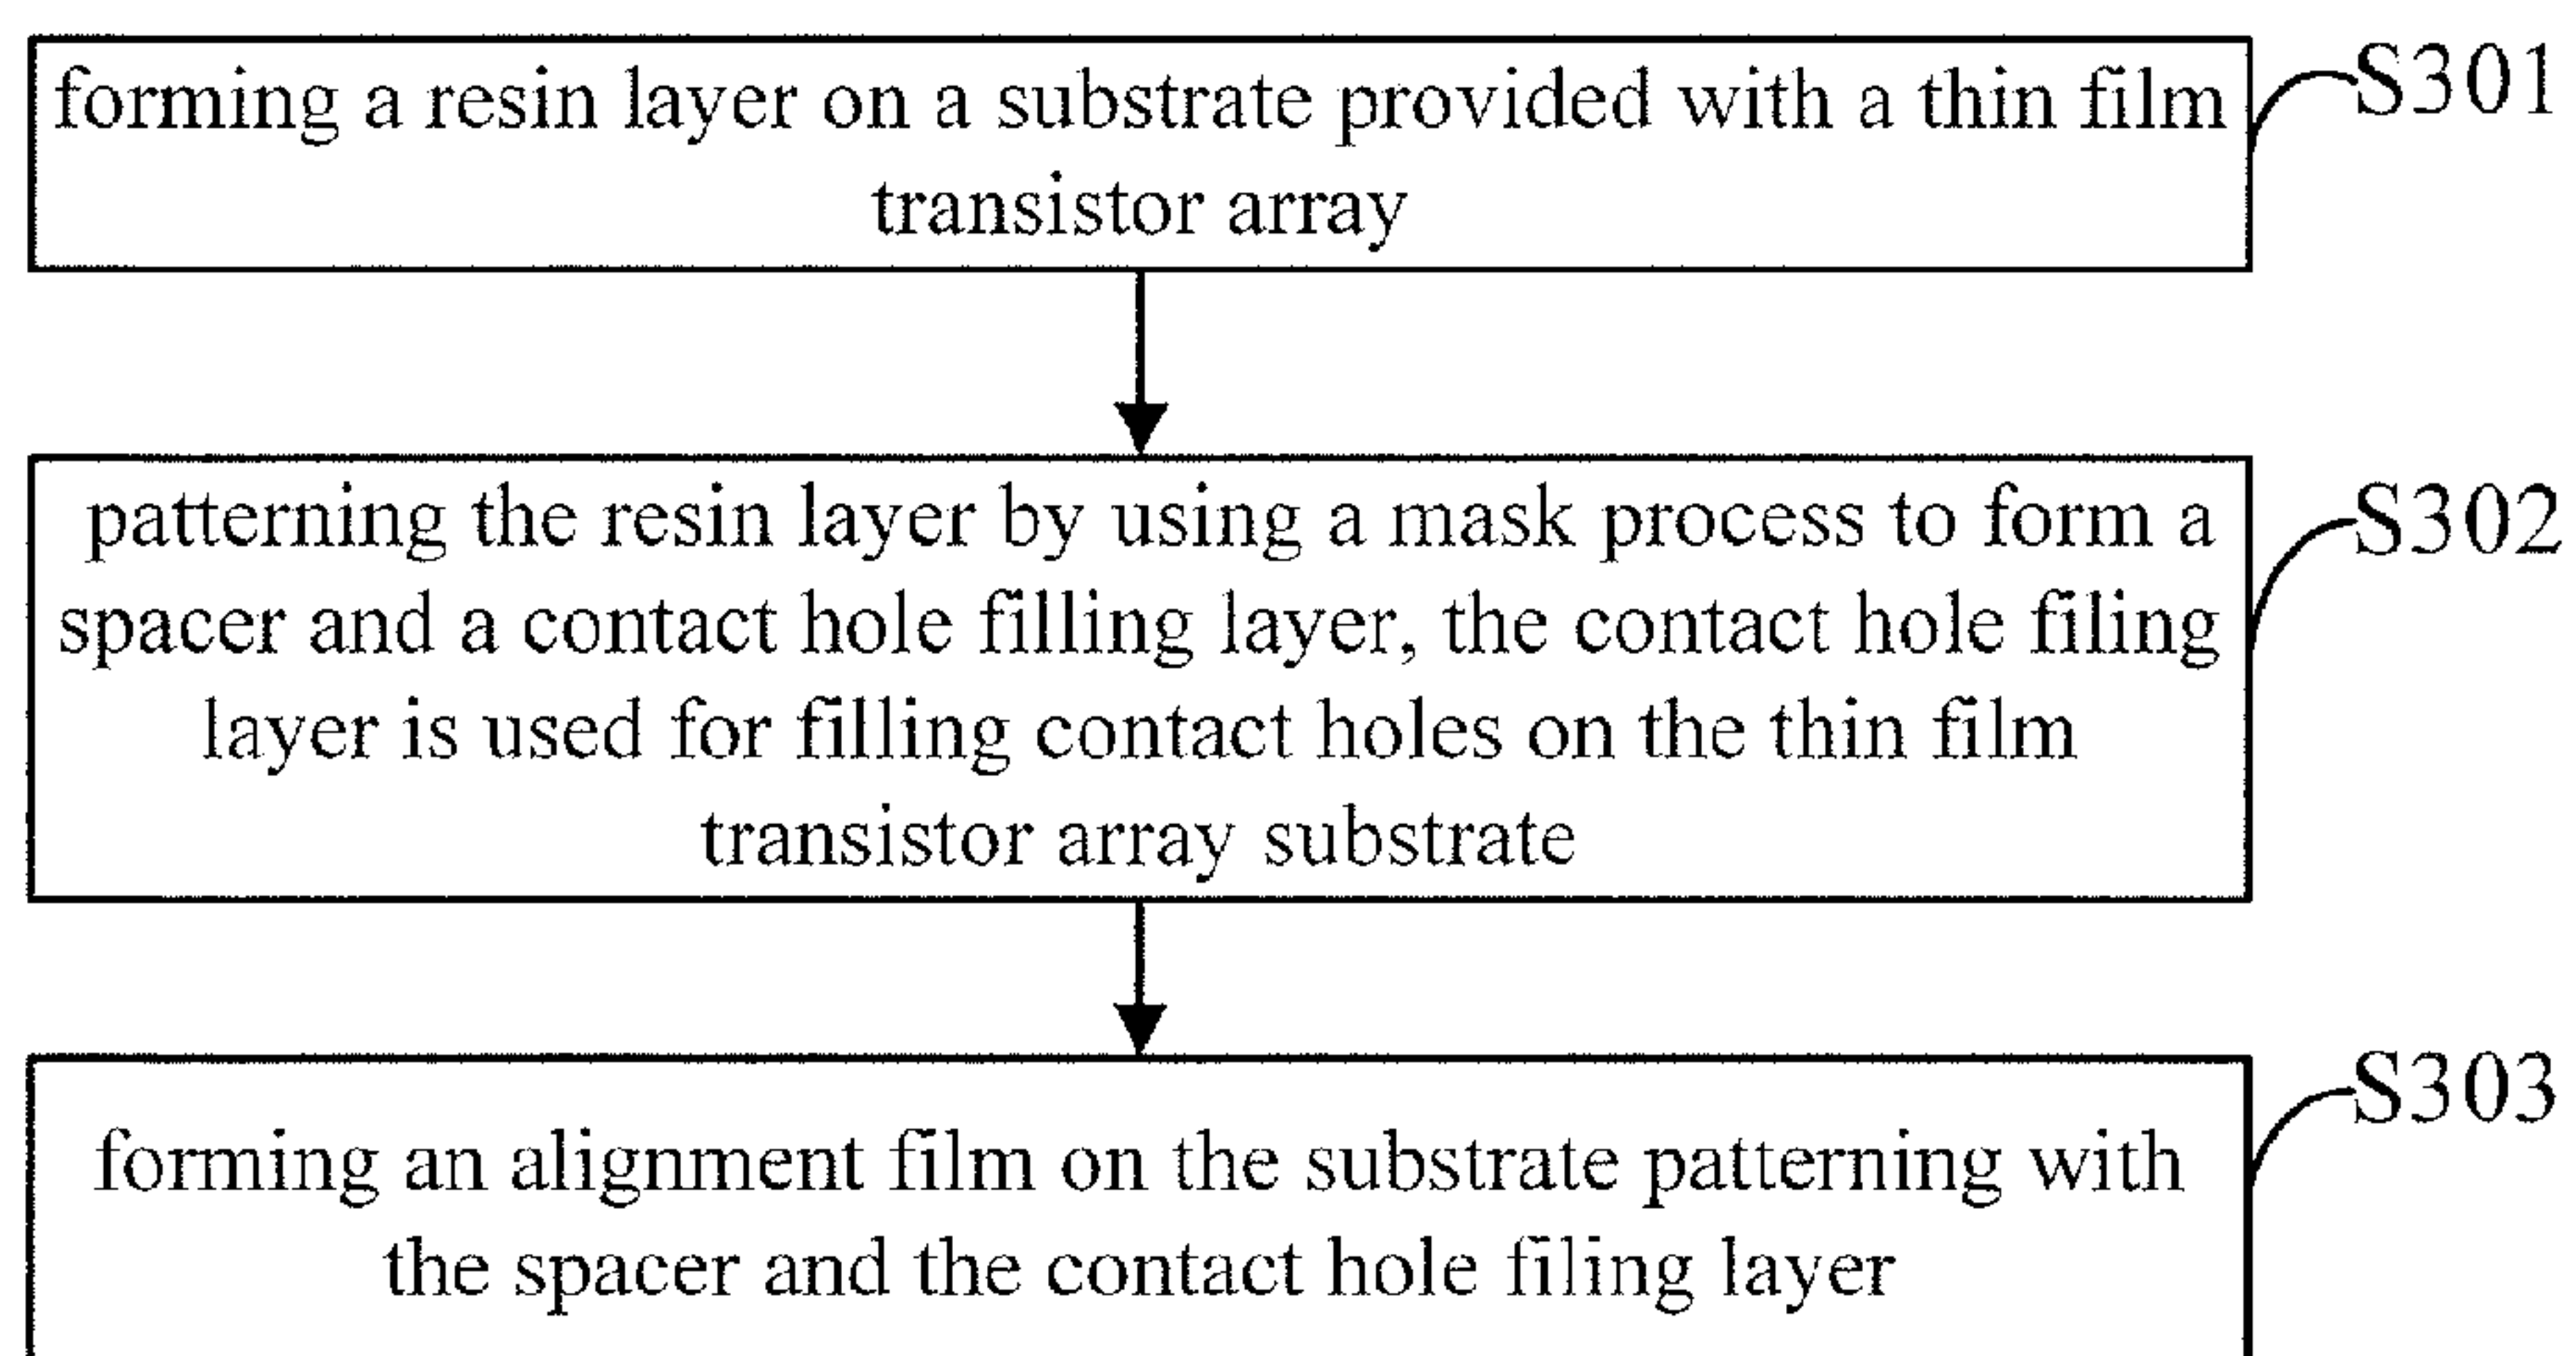 forming a resin layer on a substrate provided with a thin film
transistor array
S301
patterning the resin layer by using a mask process to form a
spacer and a contact hole filling layer, the contact hole filing
layer is used for filling contact holes on the thin film
transistor array substrate
S302
forming an alignment film on the substrate patterning with
the spacer and the contact hole filing layer
S303